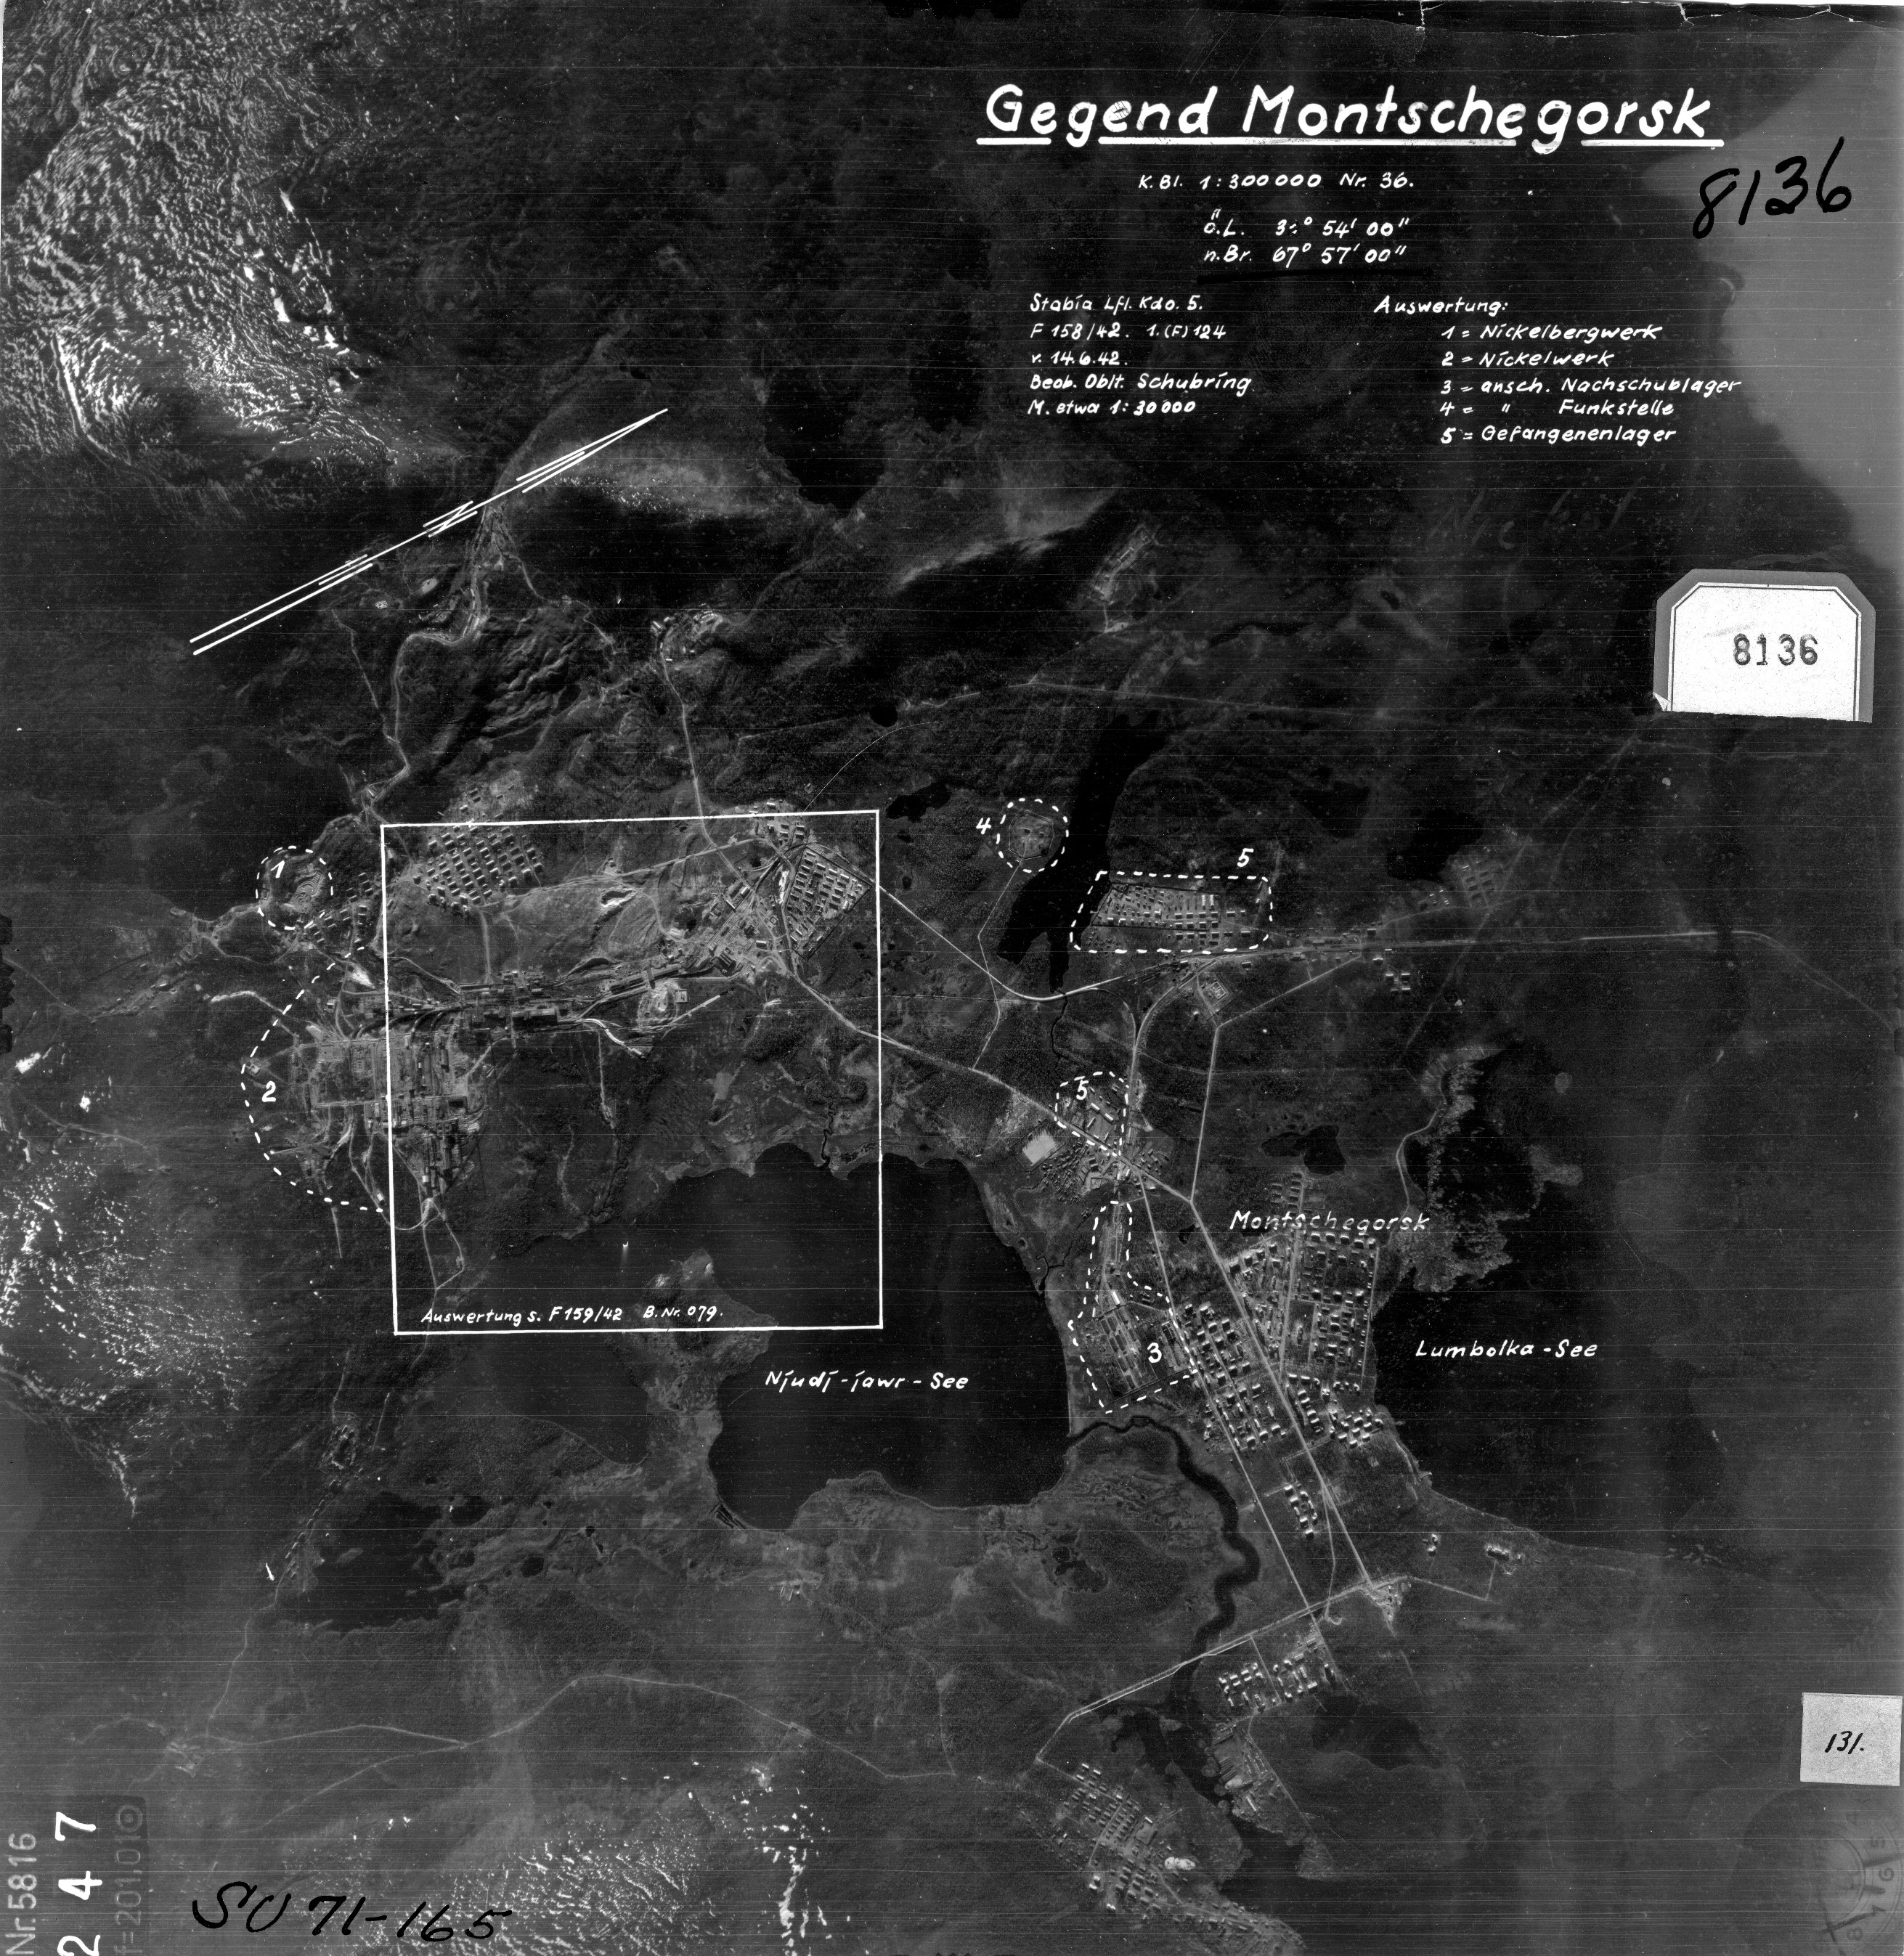 Gegend Montschegorsk
8136
K.Bl. 1:300000 Nr. 36.
ö.L. 54' 00"
n.Br. 67° 57' 00"
Stabia Lfl. Kdo. 5.
F 158/42. 1.(F) 124
v. 14.6.42.
Beob. Oblt. Schubring
M. etwa 1:30000
Auswertung:
1 = Nickelbergwerk
2 = Nickelwerk
3 = ansch. Nachschublager
4 = " Funkstelle
5 = Gefangenenlager
N
8136
4
5
1
2
5
Montschegorsk
Auswertung s. F159/42 B.Nr. 079.
3
Lumbolka-See
Njudj-jawr-See
131.
Nr.5816
247
f=201.01
SU 71-165